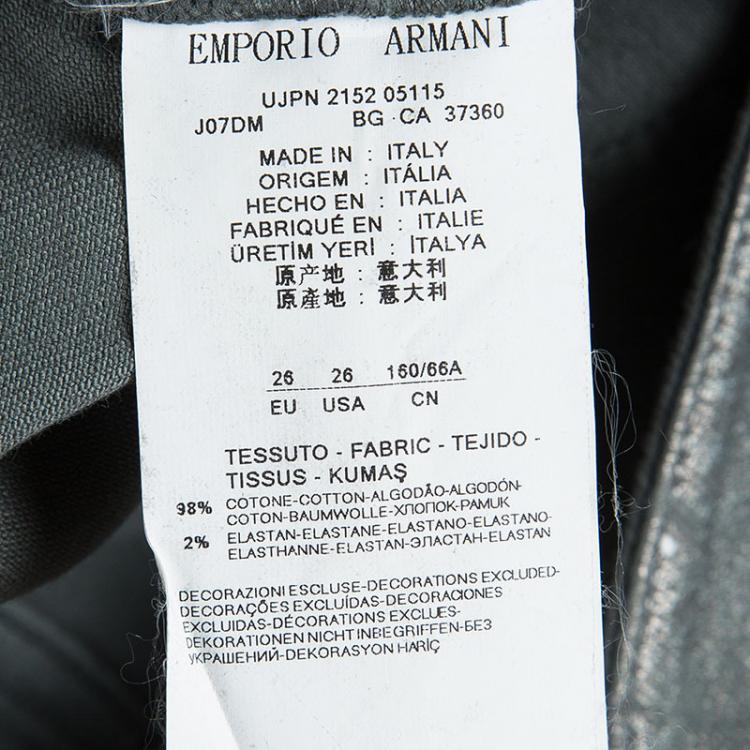 EMPORIO ARMANI
UJPN 2152 05115
J07DM BG CA 37360
MADE IN : ITALY
ORIGEM : ITÁLIA
HECHO EN : ITALIA
FABRIQUÉ EN : ITALIE
ÜRETİM YERİ : İTALYA
原产地 : 意大利
原產地 : 意大利
26 26 160/66A
EU USA CN
TESSUTO - FABRIC - TEJIDO -
TISSUS - KUMAŞ
98% COTONE-COTTON-ALGODÃO-ALGODÓN-
COTON-BAUMWOLLE-ХЛОПОК-PAMUK
2% ELASTAN-ELASTANE-ELASTANO-ELASTANO-
ELASTHANNE-ELASTAN-ЭЛАСТАН-ELASTAN
DECORAZIONI ESCLUSE-DECORATIONS EXCLUDED-
DECORAÇÕES EXCLUÍDAS-DECORACIONES
EXCLUIDAS-DÉCORATIONS EXCLUES-
DEKORATIONEN NICHT INBEGRIFFEN-БЕЗ
УКРАШЕНИЙ-DEKORASYON HARİÇ